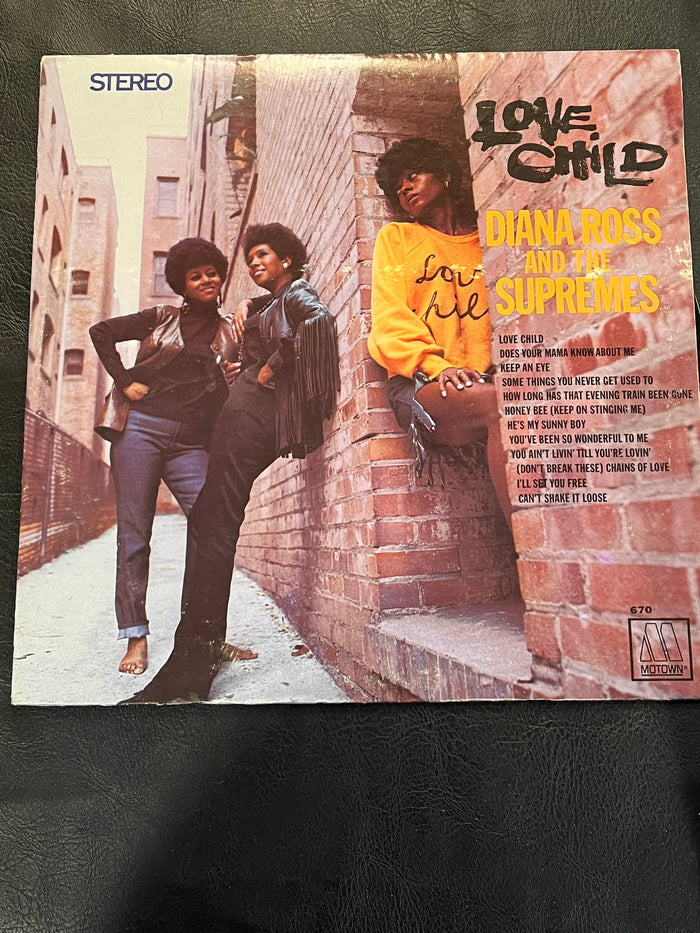 STEREO
LOVE
CHILD
DIANA ROSS
AND THE
SUPREMES
Lov
hil
LOVE CHILD
DOES YOUR MAMA KNOW ABOUT ME
KEEP AN EYE
SOME THINGS YOU NEVER GET USED TO
HOW LONG HAS THAT EVENING TRAIN BEEN GONE
HONEY BEE (KEEP ON STINGING ME)
HE'S MY SUNNY BOY
YOU'VE BEEN SO WONDERFUL TO ME
YOU AIN'T LIVIN' TILL YOU'RE LOVIN'
(DON'T BREAK THESE) CHAINS OF LOVE
I'LL SET YOU FREE
CAN'T SHAKE IT LOOSE
670
M
MOTOWN®